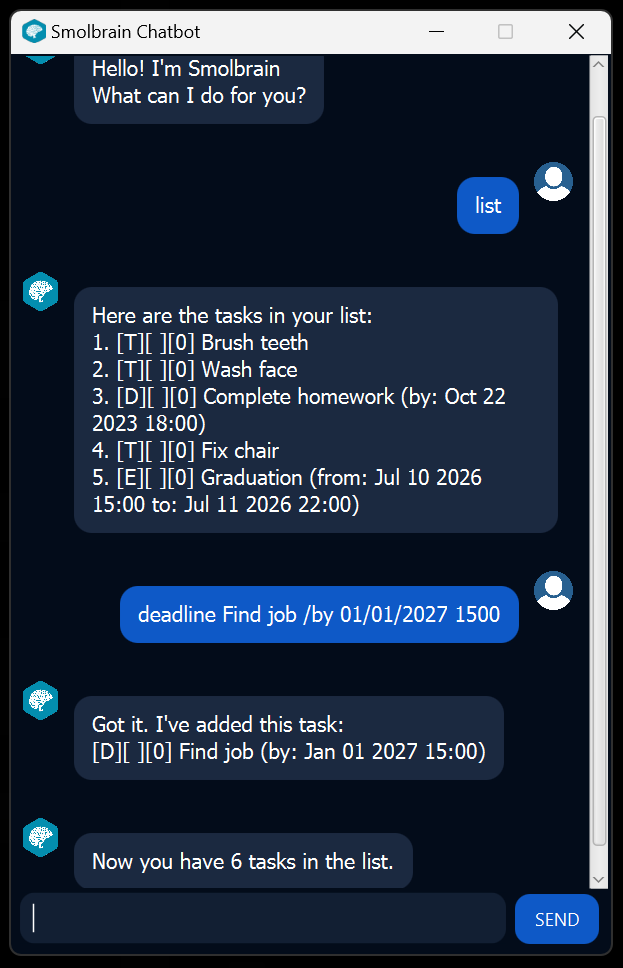 Smolbrain Chatbot
Hello! I'm Smolbrain
What can I do for you?
list
Here are the tasks in your list:
1. [T][ ][0] Brush teeth
2. [T][ ][0] Wash face
3. [D][ ][0] Complete homework (by: Oct 22
2023 18:00)
4. [T][ ][0] Fix chair
5. [E][ ][0] Graduation (from: Jul 10 2026
15:00 to: Jul 11 2026 22:00)
deadline Find job /by 01/01/2027 1500
Got it. I've added this task:
[D][ ][0] Find job (by: Jan 01 2027 15:00)
Now you have 6 tasks in the list.
SEND